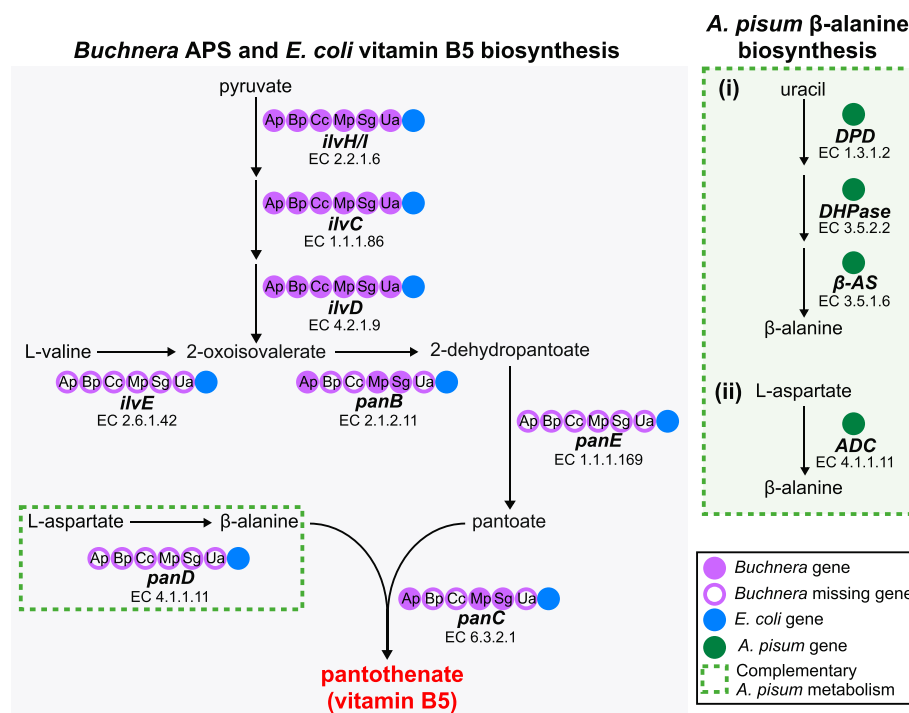 Buchnera APS and E. coli vitamin B5 biosynthesis
pyruvate
Ap Bp Cc Mp Sg Ua
ilvH/I
EC 2.2.1.6
Ap Bp Cc Mp Sg Ua
ilvC
EC 1.1.1.86
Ap Bp Cc Mp Sg Ua
ilvD
EC 4.2.1.9
L-valine
2-oxoisovalerate
2-dehydropantoate
Ap Bp Cc Mp Sg Ua
ilvE
EC 2.6.1.42
Ap Bp Cc Mp Sg Ua
panB
EC 2.1.2.11
Ap Bp Cc Mp Sg Ua
panE
EC 1.1.1.169
L-aspartate
β-alanine
pantoate
Ap Bp Cc Mp Sg Ua
panD
EC 4.1.1.11
Ap Bp Cc Mp Sg Ua
panC
EC 6.3.2.1
pantothenate
(vitamin B5)
A. pisum β-alanine
biosynthesis
(i)
uracil
DPD
EC 1.3.1.2
DHPase
EC 3.5.2.2
β-AS
EC 3.5.1.6
β-alanine
(ii)
L-aspartate
ADC
EC 4.1.1.11
β-alanine
Buchnera gene
Buchnera missing gene
E. coli gene
A. pisum gene
Complementary
A. pisum metabolism